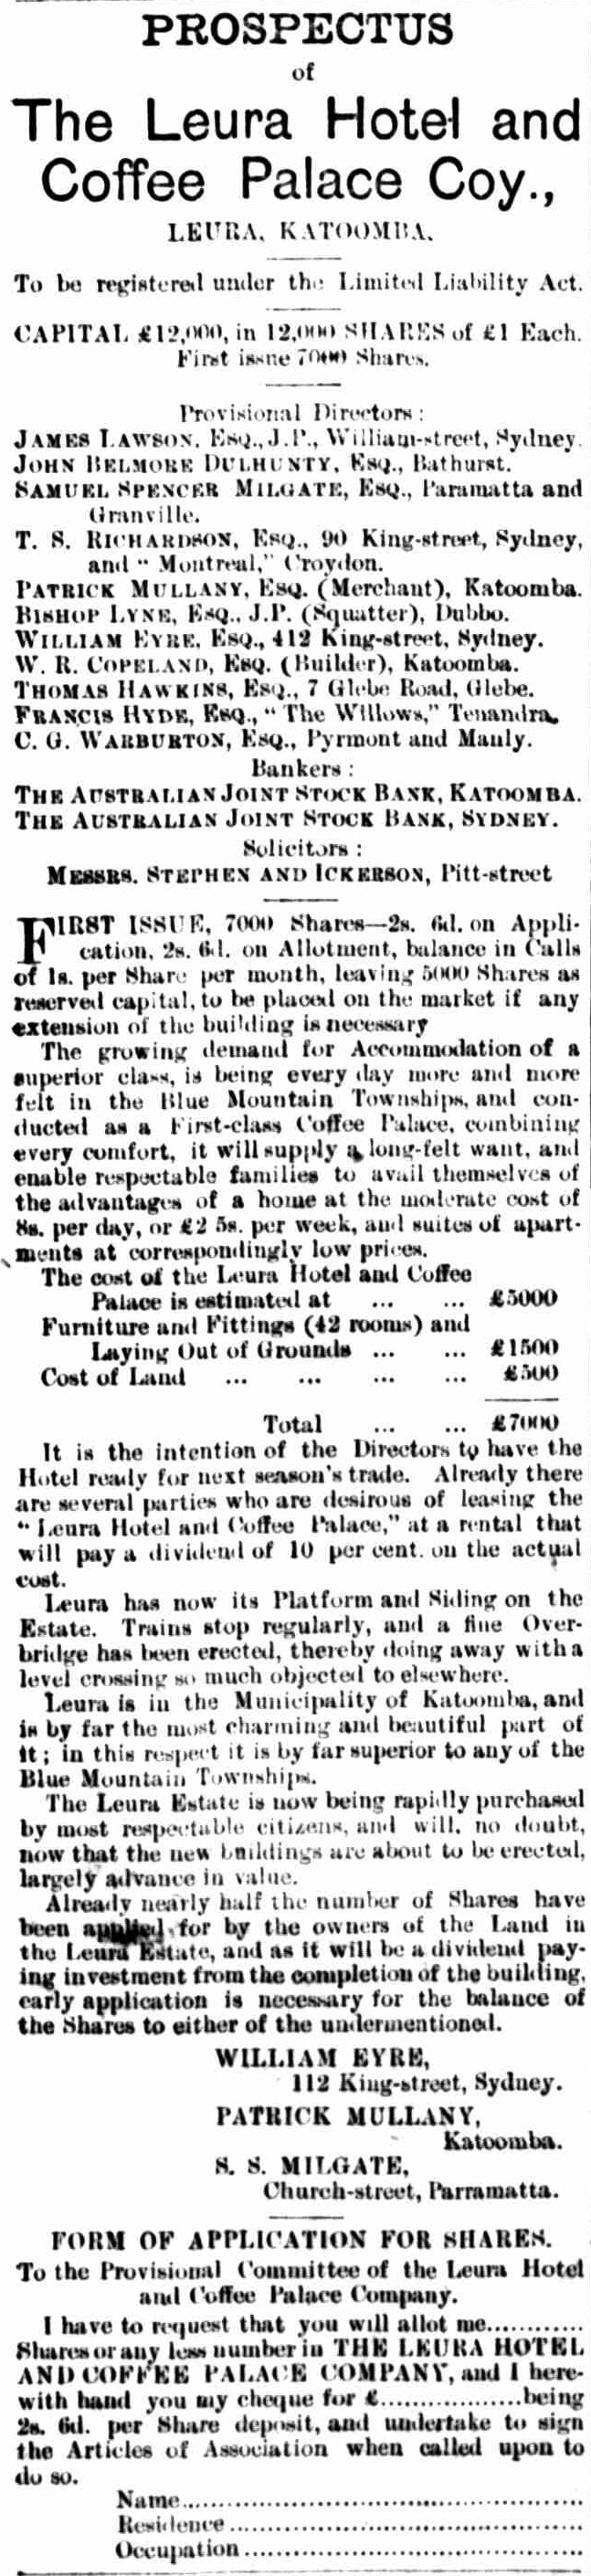 PROSPECTUS
of
The Leura Hotel and
Coffee Palace Coy.,
LEURA, KATOOMBA.
To be registered under the Limited Liability Act.
CAPITAL £12,000, in 12,000 SHARES of £1 Each.
First issue 7000 Shares.
Provisional Directors :
JAMES LAWSON, ESQ., J.P., William-street, Sydney.
JOHN BELMORE DULHUNTY, ESQ., Bathurst.
SAMUEL SPENCER MILGATE, ESQ., Paramatta and
Granville.
T. S. RICHARDSON, ESQ., 90 King-street, Sydney,
and " Montreal," Croydon.
PATRICK MULLANY, ESQ. (Merchant), Katoomba.
BISHOP LYNE, ESQ., J.P. (Squatter), Dubbo.
WILLIAM EYRE, ESQ., 412 King-street, Sydney.
W. R. COPELAND, ESQ. (Builder), Katoomba.
THOMAS HAWKINS, ESQ., 7 Glebe Road, Glebe.
FRANCIS HYDE, ESQ., " The Willows," Tenandra.
C. G. WARBURTON, ESQ., Pyrmont and Manly.
Bankers :
THE AUSTRALIAN JOINT STOCK BANK, KATOOMBA.
THE AUSTRALIAN JOINT STOCK BANK, SYDNEY.
Solicitors :
MESSRS. STEPHEN AND ICKERSON, Pitt-street
FIRST ISSUE, 7000 Shares—2s. 6d. on Appli-
cation, 2s. 6d. on Allotment, balance in Calls
of 1s. per Share per month, leaving 5000 Shares as
reserved capital, to be placed on the market if any
extension of the building is necessary
The growing demand for Accommodation of a
superior class, is being every day more and more
felt in the Blue Mountain Townships, and con-
ducted as a First-class Coffee Palace, combining
every comfort, it will supply a long-felt want, and
enable respectable families to avail themselves of
the advantages of a home at the moderate cost of
8s. per day, or £2 5s. per week, and suites of apart-
ments at correspondingly low prices.
The cost of the Leura Hotel and Coffee
Palace is estimated at ... ... £5000
Furniture and Fittings (42 rooms) and
Laying Out of Grounds ... ... £1500
Cost of Land ... ... ... ... £500
Total ... ... £7000
It is the intention of the Directors to have the
Hotel ready for next season's trade. Already there
are several parties who are desirous of leasing the
" Leura Hotel and Coffee Palace," at a rental that
will pay a dividend of 10 per cent. on the actual
cost.
Leura has now its Platform and Siding on the
Estate. Trains stop regularly, and a fine Over-
bridge has been erected, thereby doing away with a
level crossing so much objected to elsewhere.
Leura is in the Municipality of Katoomba, and
is by far the most charming and beautiful part of
it ; in this respect it is by far superior to any of the
Blue Mountain Townships.
The Leura Estate is now being rapidly purchased
by most respectable citizens, and will, no doubt,
now that the new buildings are about to be erected,
largely advance in value.
Already nearly half the number of Shares have
been applied for by the owners of the Land in
the Leura Estate, and as it will be a dividend pay-
ing investment from the completion of the building,
early application is necessary for the balance of
the Shares to either of the undermentioned.
WILLIAM EYRE,
112 King-street, Sydney.
PATRICK MULLANY,
Katoomba.
S. S. MILGATE,
Church-street, Parramatta.
FORM OF APPLICATION FOR SHARES.
To the Provisional Committee of the Leura Hotel
and Coffee Palace Company.
I have to request that you will allot me............
Shares or any less number in THE LEURA HOTEL
AND COFFEE PALACE COMPANY, and I here-
with hand you my cheque for £..................being
2s. 6d. per Share deposit, and undertake to sign
the Articles of Association when called upon to
do so.
Name..................................................
Residence............................................
Occupation..........................................